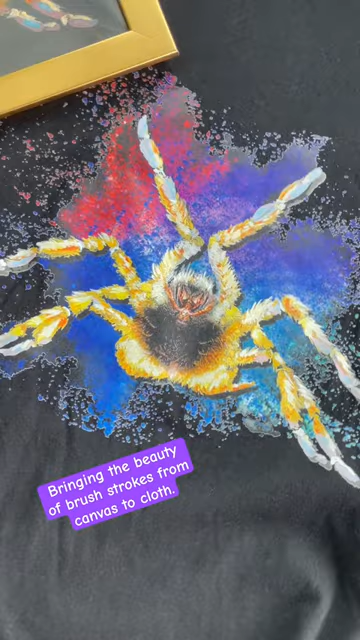 Bringing the beauty
of brush strokes from
canvas to cloth.